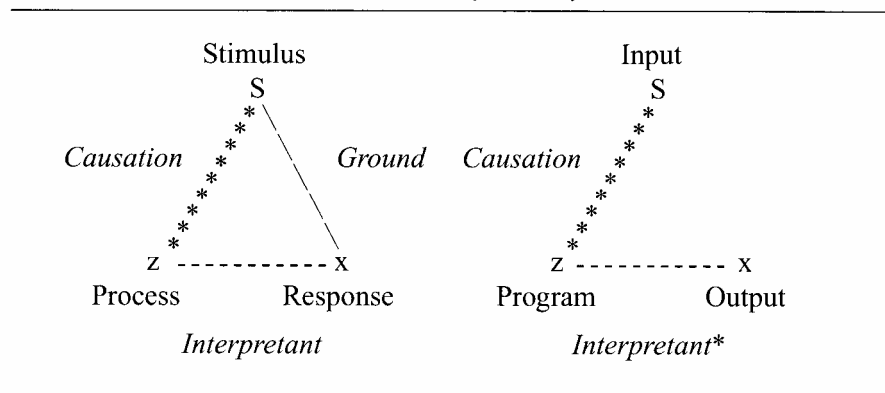 Stimulus Input
S S
Causation Ground Causation
z x z x
Process Response Program Output
Interpretant Interpretant*